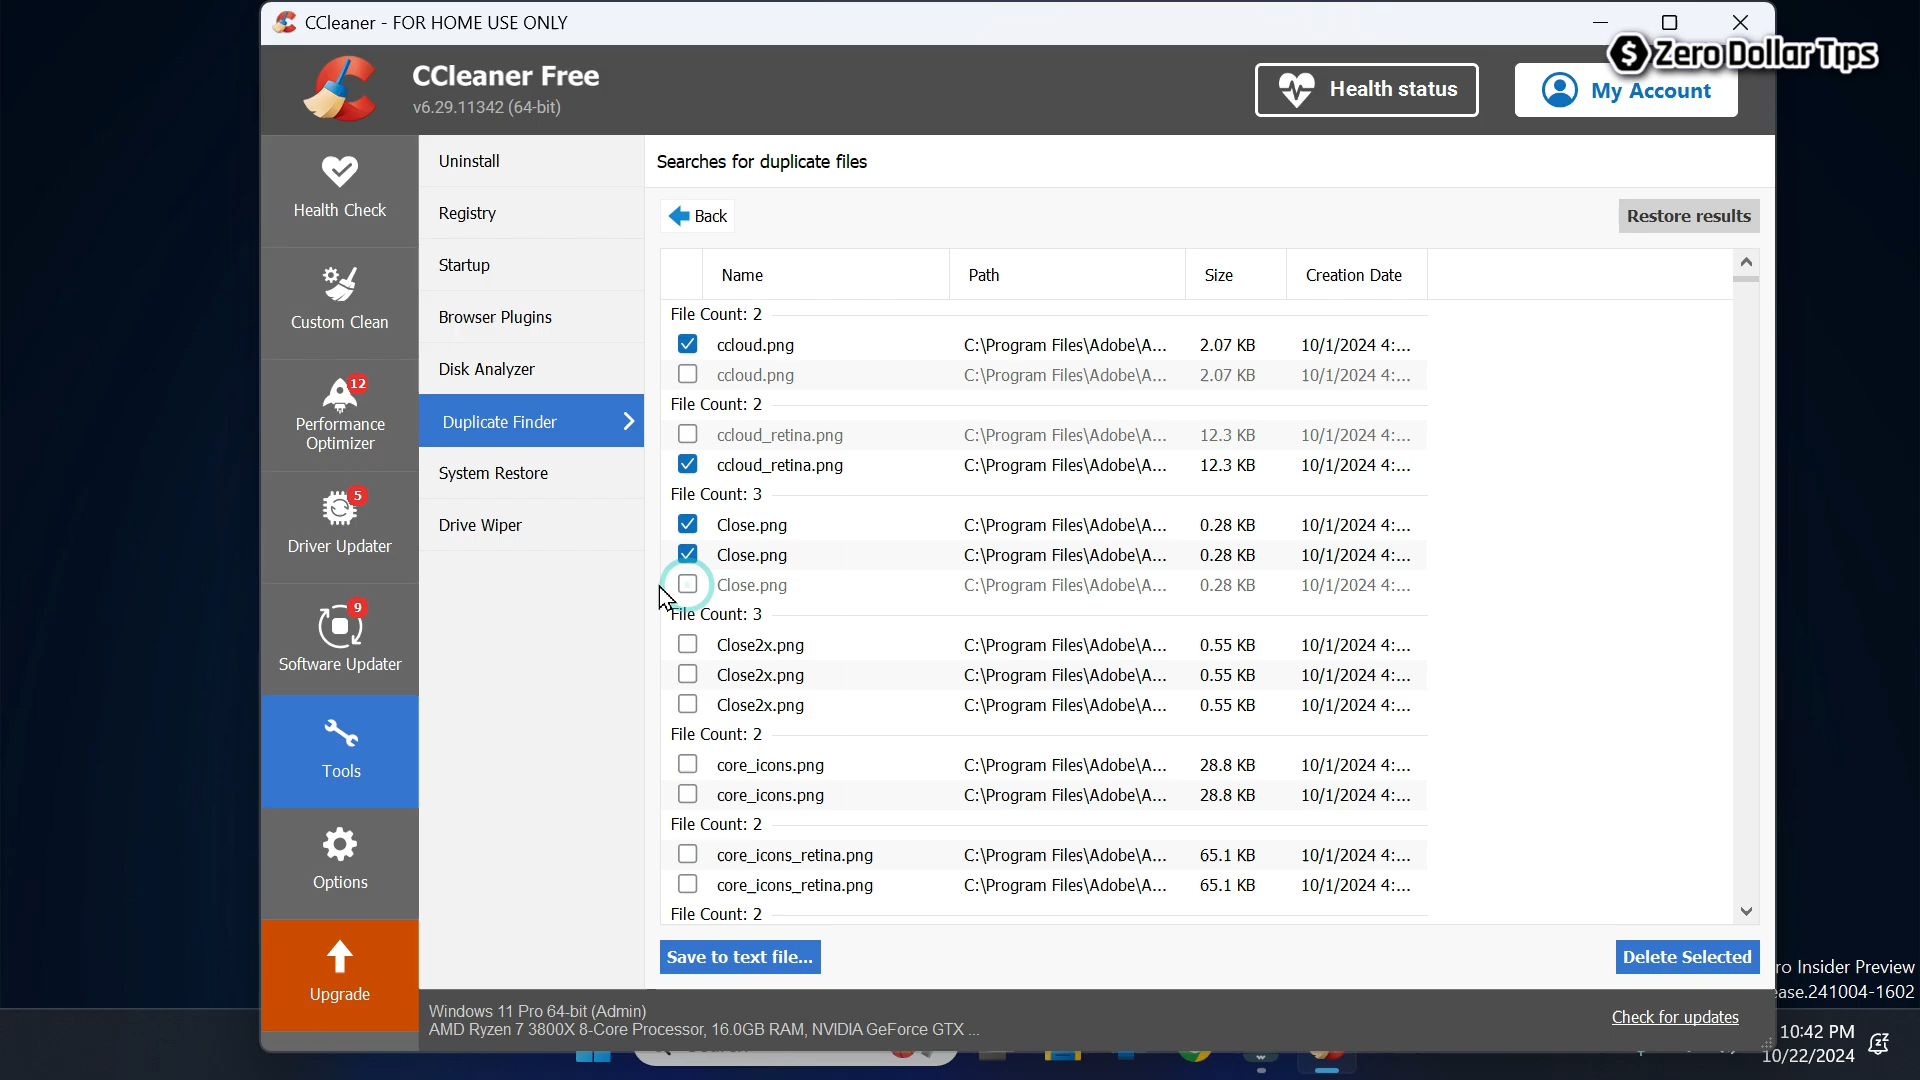 CCleaner - FOR HOME USE ONLY
ZeroDollarTips
CCleaner Free
v6.29.11342 (64-bit)
Health status
My Account
Health Check
Custom Clean
12
Performance
Optimizer
5
Driver Updater
9
Software Updater
Tools
Options
Upgrade
Uninstall
Registry
Startup
Browser Plugins
Disk Analyzer
Duplicate Finder
System Restore
Drive Wiper
Searches for duplicate files
Back
Restore results
Name Path Size Creation Date
File Count: 2
ccloud.png C:\Program Files\Adobe\A... 2.07 KB 10/1/2024 4:...
ccloud.png C:\Program Files\Adobe\A... 2.07 KB 10/1/2024 4:...
File Count: 2
ccloud_retina.png C:\Program Files\Adobe\A... 12.3 KB 10/1/2024 4:...
ccloud_retina.png C:\Program Files\Adobe\A... 12.3 KB 10/1/2024 4:...
File Count: 3
Close.png C:\Program Files\Adobe\A... 0.28 KB 10/1/2024 4:...
Close.png C:\Program Files\Adobe\A... 0.28 KB 10/1/2024 4:...
Close.png C:\Program Files\Adobe\A... 0.28 KB 10/1/2024 4:...
File Count: 3
Close2x.png C:\Program Files\Adobe\A... 0.55 KB 10/1/2024 4:...
Close2x.png C:\Program Files\Adobe\A... 0.55 KB 10/1/2024 4:...
Close2x.png C:\Program Files\Adobe\A... 0.55 KB 10/1/2024 4:...
File Count: 2
core_icons.png C:\Program Files\Adobe\A... 28.8 KB 10/1/2024 4:...
core_icons.png C:\Program Files\Adobe\A... 28.8 KB 10/1/2024 4:...
File Count: 2
core_icons_retina.png C:\Program Files\Adobe\A... 65.1 KB 10/1/2024 4:...
core_icons_retina.png C:\Program Files\Adobe\A... 65.1 KB 10/1/2024 4:...
File Count: 2
Save to text file...
Delete Selected
Windows 11 Pro 64-bit (Admin)
AMD Ryzen 7 3800X 8-Core Processor, 16.0GB RAM, NVIDIA GeForce GTX ...
Check for updates
ro Insider Preview
ease.241004-1602
10:42 PM
10/22/2024